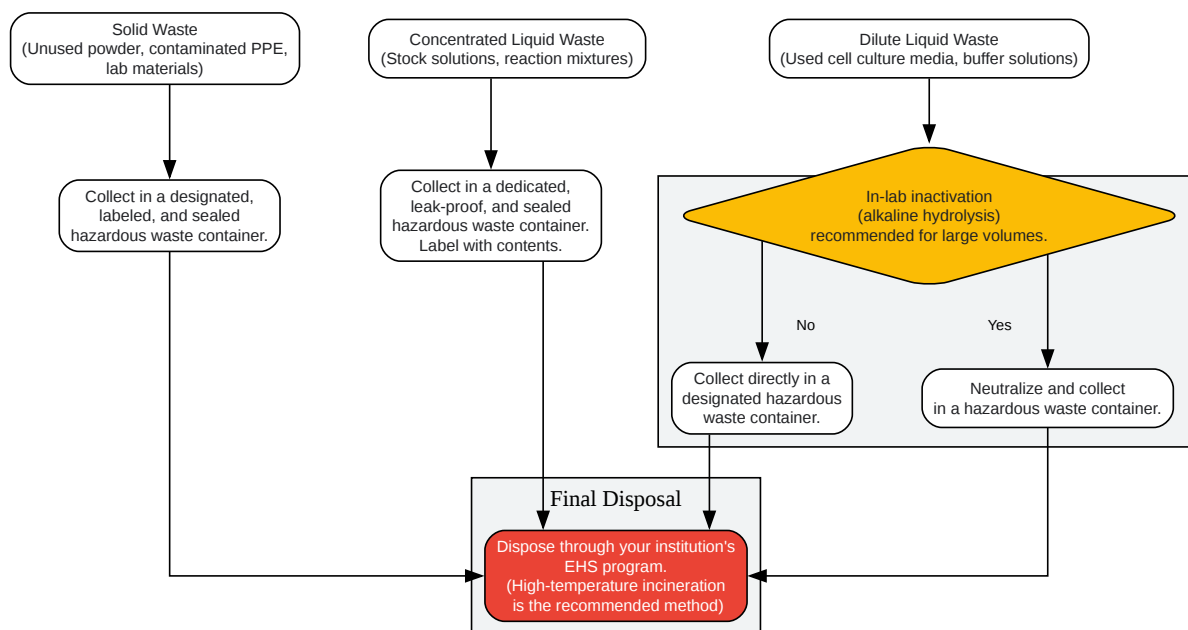 Solid Waste
(Unused powder, contaminated PPE,
lab materials)
Concentrated Liquid Waste
(Stock solutions, reaction mixtures)
Dilute Liquid Waste
(Used cell culture media, buffer solutions)
Collect in a designated,
labeled, and sealed
hazardous waste container.
Collect in a dedicated,
leak-proof, and sealed
hazardous waste container.
Label with contents.
In-lab inactivation
(alkaline hydrolysis)
recommended for large volumes.
No
Yes
Collect directly in a
designated hazardous
waste container.
Neutralize and collect
in a hazardous waste container.
Final Disposal
Dispose through your institution's
EHS program.
(High-temperature incineration
is the recommended method)